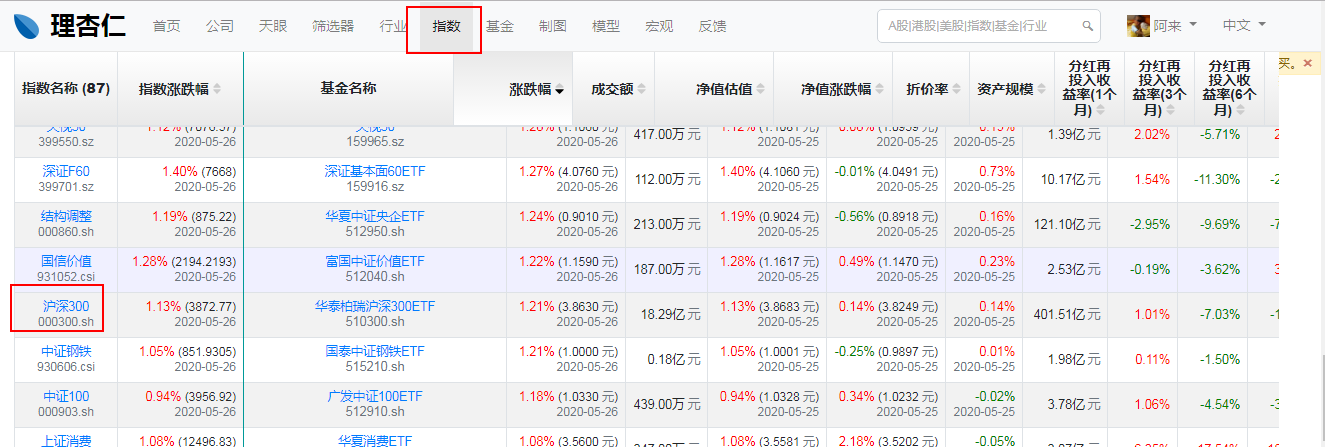 理杏仁 首页 公司 天眼 筛选器 行业 指数 基金 制图 模型 宏观 反馈 A股|港股|美股|指数|基金|行业 阿来 中文
买。 ×
指数名称 (87) 指数涨跌幅 基金名称 涨跌幅 成交额 净值估值 净值涨跌幅 折价率 资产规模 分红再投入收益率(1个月) 分红再投入收益率(3个月) 分红再投入收益率(6个月)
417.00万 元 1.39亿 元 2.02% -5.71%
399550.sz 2020-05-26 159965.sz 2020-05-26 2020-05-26 2020-05-25 2020-05-25
深证F60 1.40% (7668) 深证基本面60ETF 1.27% (4.0760 元) 112.00万 元 1.40% (4.1060 元) -0.01% (4.0491 元) 0.73% 10.17亿 元 1.54% -11.30%
399701.sz 2020-05-26 159916.sz 2020-05-26 2020-05-26 2020-05-25 2020-05-25
结构调整 1.19% (875.22) 华夏中证央企ETF 1.24% (0.9010 元) 213.00万 元 1.19% (0.9024 元) -0.56% (0.8918 元) 0.16% 121.10亿 元 -2.95% -9.69%
000860.sh 2020-05-26 512950.sh 2020-05-26 2020-05-26 2020-05-25 2020-05-25
国信价值 1.28% (2194.2193) 富国中证价值ETF 1.22% (1.1590 元) 187.00万 元 1.28% (1.1617 元) 0.49% (1.1470 元) 0.23% 2.53亿 元 -0.19% -3.62%
931052.csi 2020-05-26 512040.sh 2020-05-26 2020-05-26 2020-05-25 2020-05-25
沪深300 1.13% (3872.77) 华泰柏瑞沪深300ETF 1.21% (3.8630 元) 18.29亿 元 1.13% (3.8683 元) 0.14% (3.8249 元) 0.14% 401.51亿 元 1.01% -7.03%
000300.sh 2020-05-26 510300.sh 2020-05-26 2020-05-26 2020-05-25 2020-05-25
中证钢铁 1.05% (851.9305) 国泰中证钢铁ETF 1.21% (1.0000 元) 0.18亿 元 1.05% (1.0001 元) -0.25% (0.9897 元) 0.01% 1.98亿 元 0.11% -1.50%
930606.csi 2020-05-26 515210.sh 2020-05-26 2020-05-26 2020-05-25 2020-05-25
中证100 0.94% (3956.92) 广发中证100ETF 1.18% (1.0330 元) 439.00万 元 0.94% (1.0328 元) 0.34% (1.0232 元) -0.02% 3.78亿 元 1.06% -4.54%
000903.sh 2020-05-26 512910.sh 2020-05-26 2020-05-26 2020-05-25 2020-05-25
上证消费 1.08% (12496.83) 华夏消费ETF 1.08% (3.5600 元) 1.08% (3.5581 元) 2.18% (3.5202 元) -0.05%